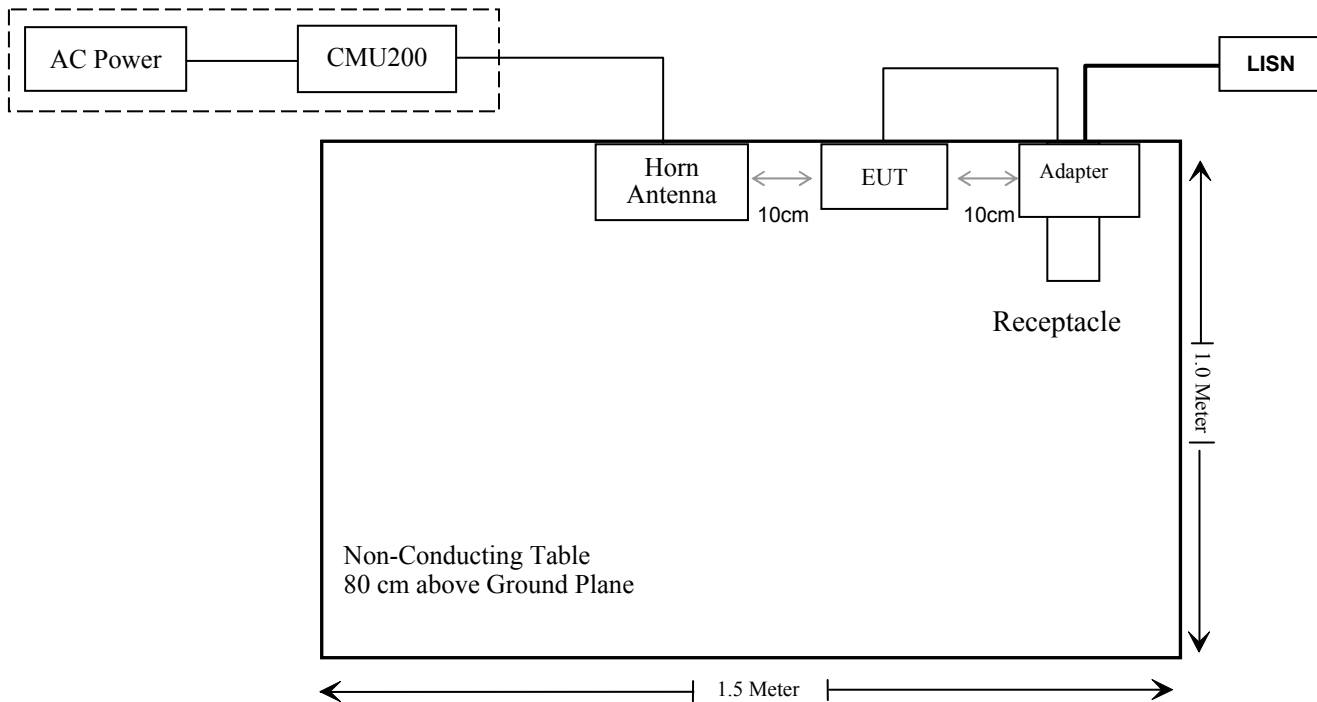 AC Power
CMU200
LISN
Horn
Antenna
10cm
EUT
10cm
Adapter
Receptacle
1.0 Meter
Non-Conducting Table
80 cm above Ground Plane
1.5 Meter